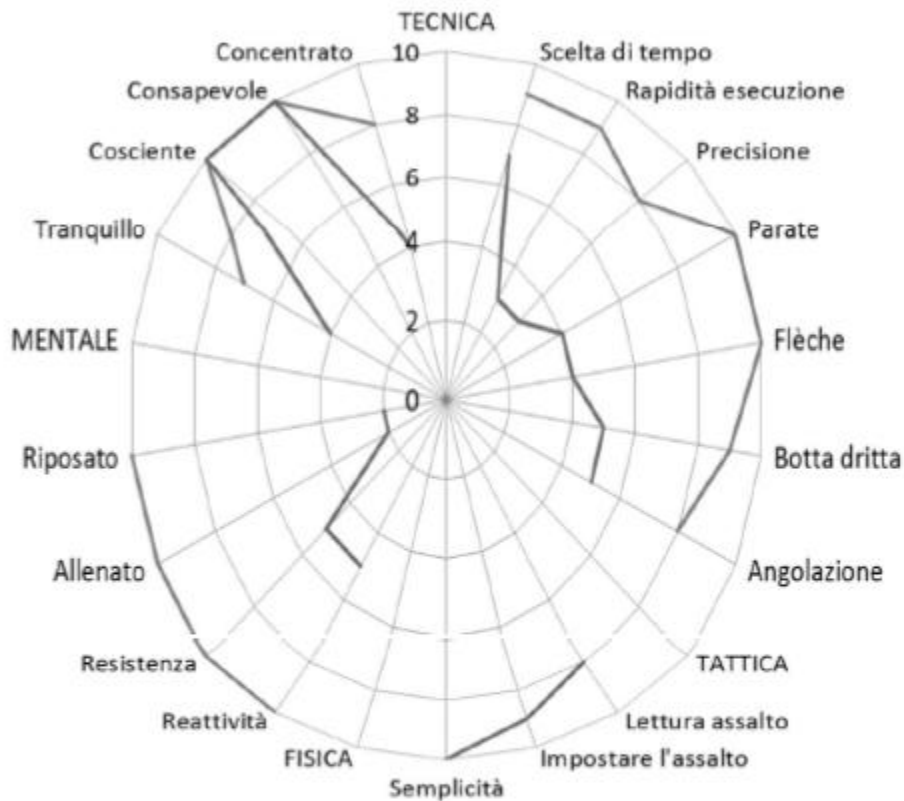 TECNICA
Concentrato
10
Scelta di tempo
Consapevole
8
Rapidità esecuzione
Cosciente
6
Precisione
Tranquillo
4
Parate
MENTALE
2
Flèche
0
Riposato
Botta dritta
Allenato
Angolazione
Resistenza
TATTICA
Reattività
Lettura assalto
FISICA
Impostare l'assalto
Semplicità